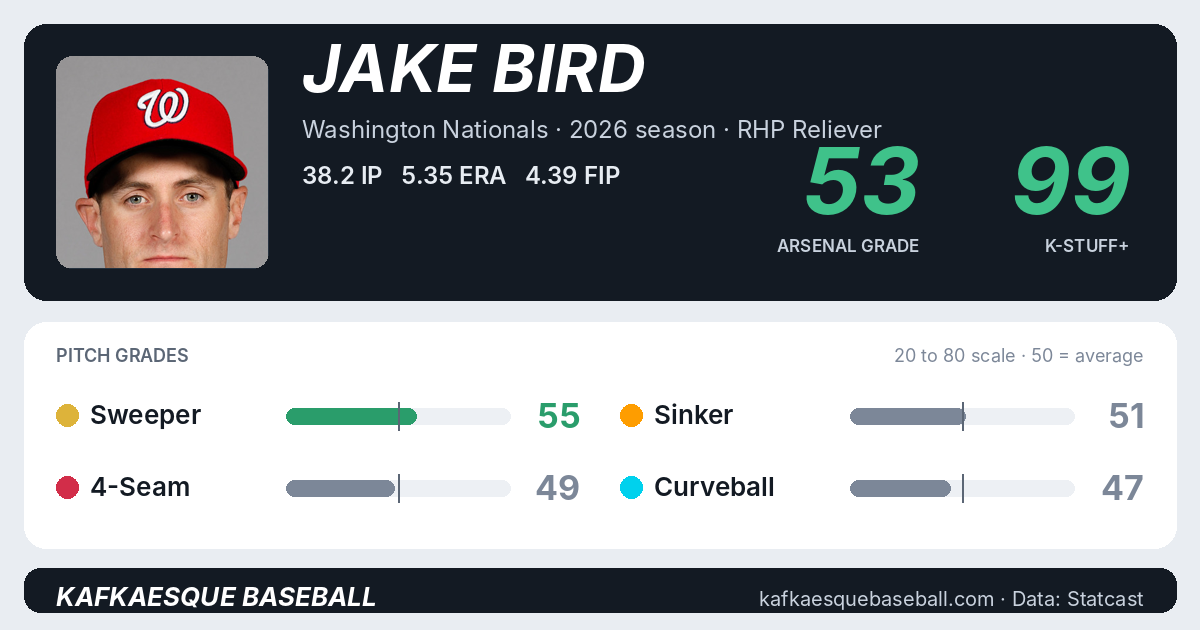 W
JAKE BIRD
Washington Nationals · 2026 season · RHP Reliever
38.2 IP 5.35 ERA 4.39 FIP
53 99
ARSENAL GRADE K-STUFF+
PITCH GRADES 20 to 80 scale · 50 = average
Sweeper 55 Sinker 51
4-Seam 49 Curveball 47
KAFKAESQUE BASEBALL kafkaesquebaseball.com · Data: Statcast